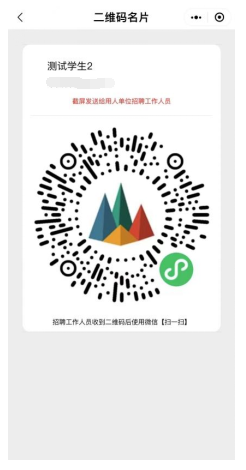 二维码名片
测试学生2
截屏发送给用人单位招聘工作人员
招聘工作人员收到二维码后使用微信【扫一扫】